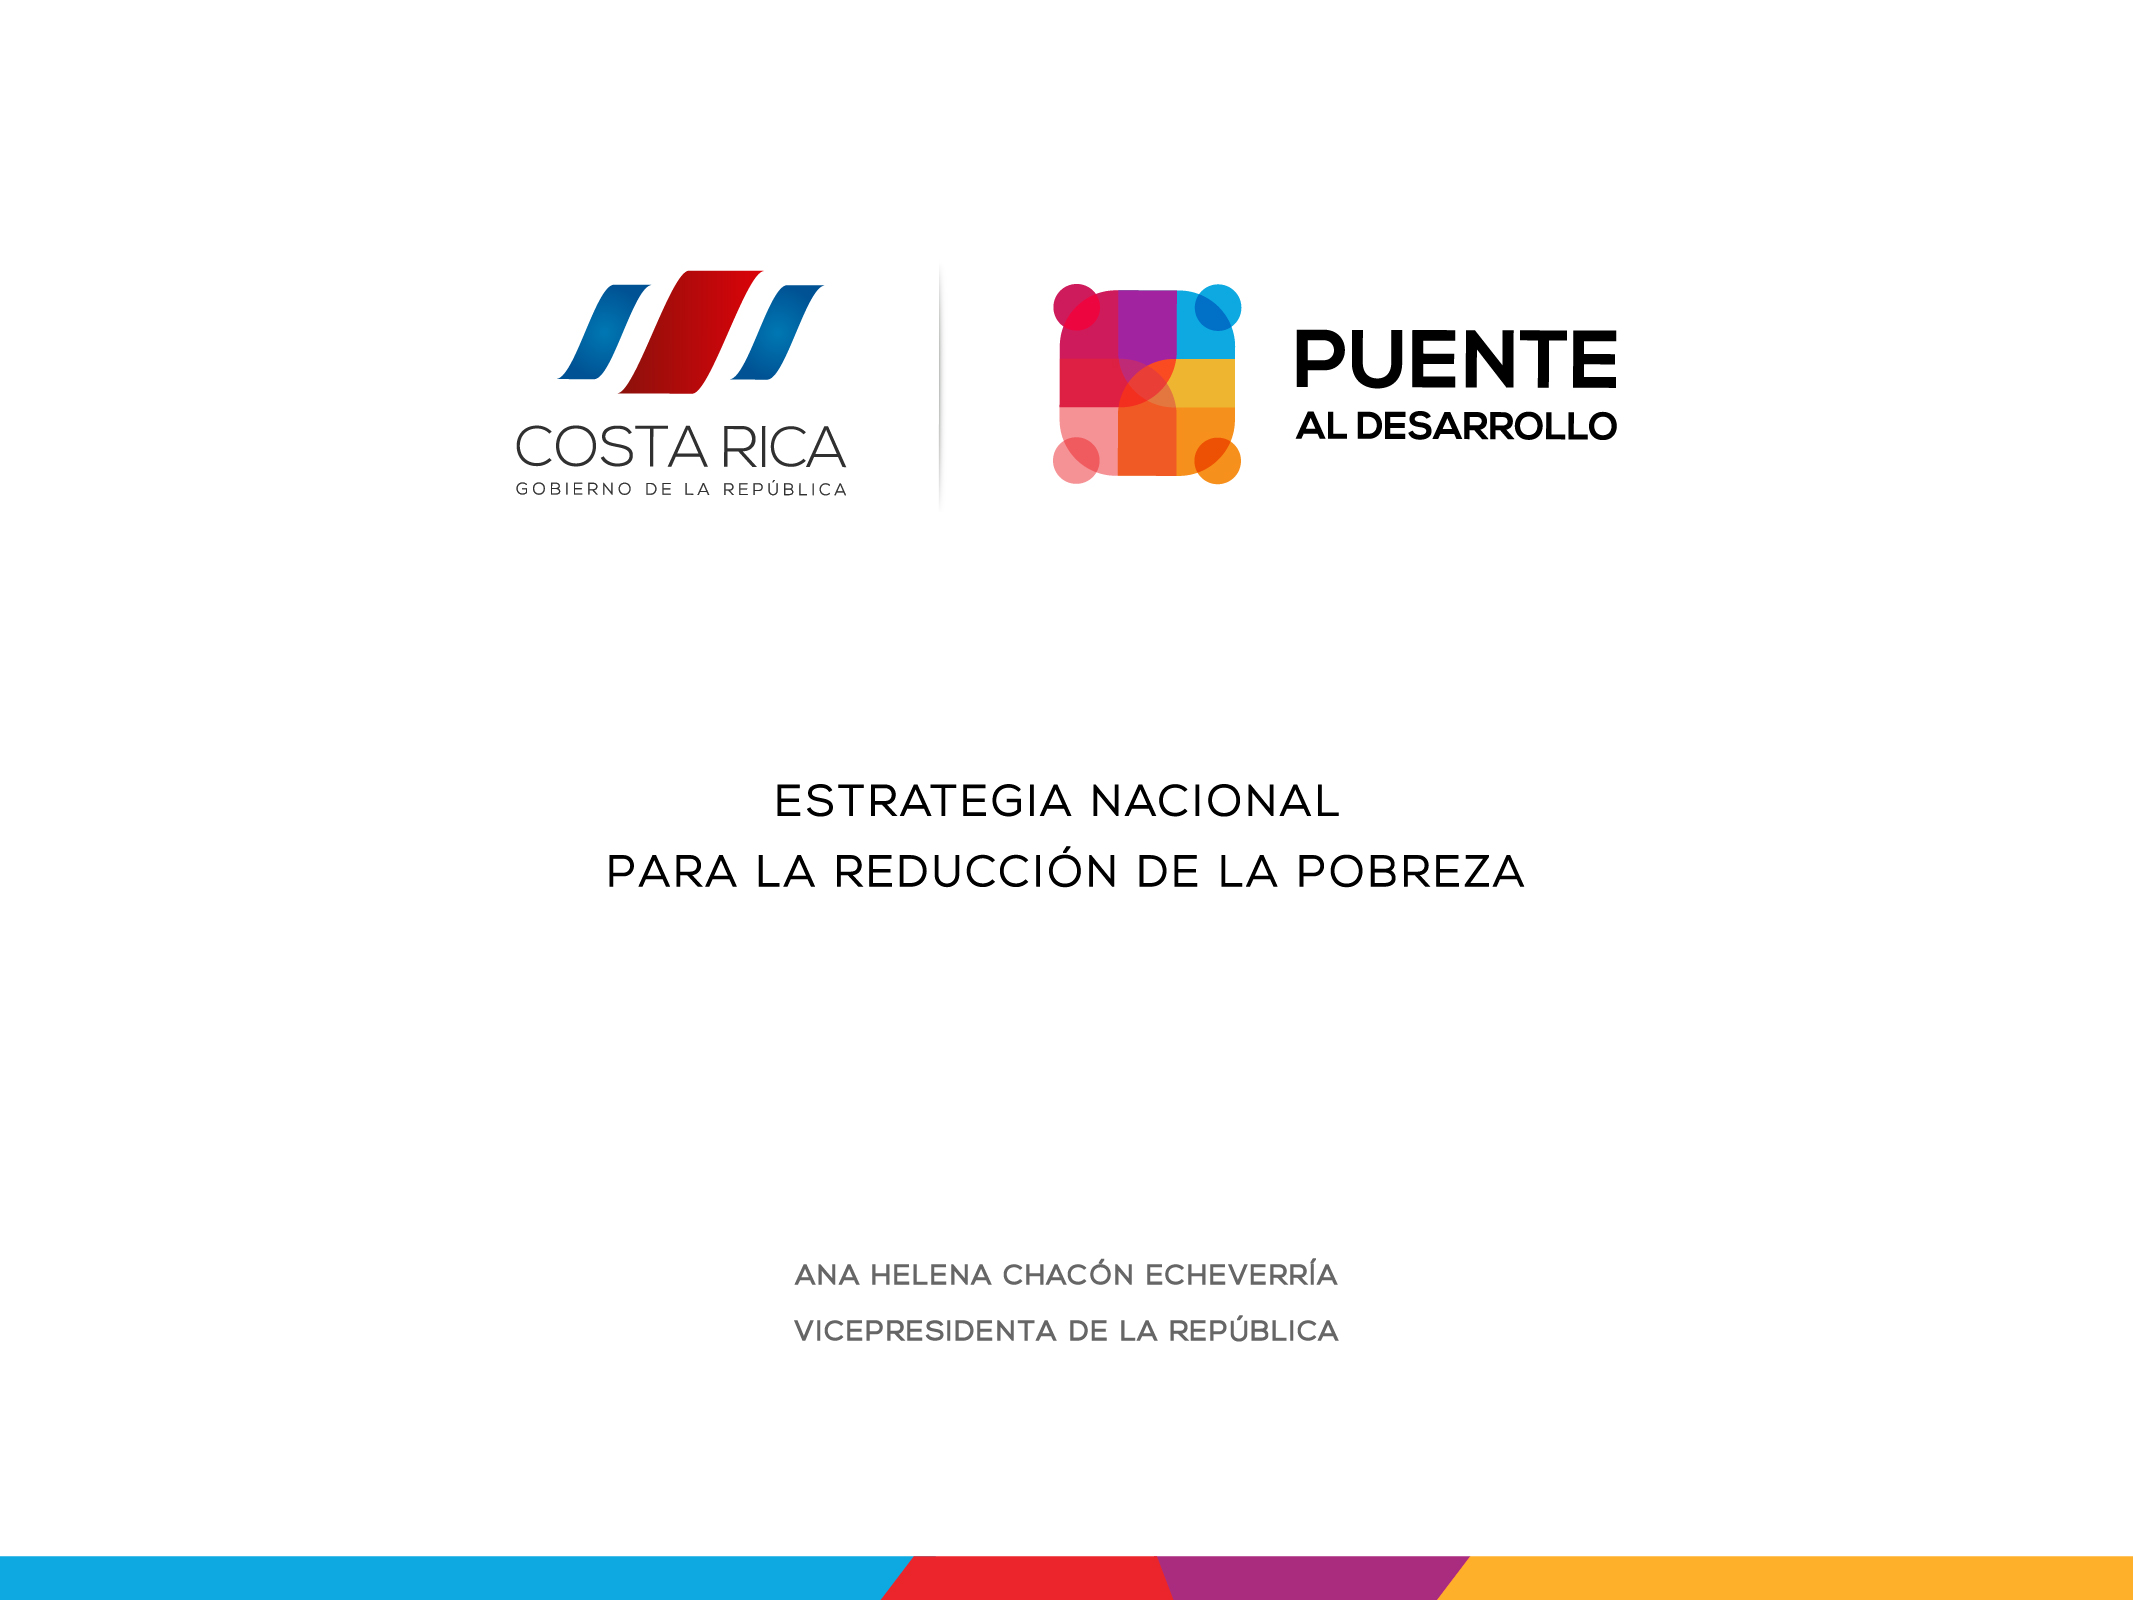 COSTA RICA
GOBIERNO DE LA REPÚBLICA
PUENTE
AL DESARROLLO
ESTRATEGIA NACIONAL
PARA LA REDUCCIÓN DE LA POBREZA
ANA HELENA CHACÓN ECHEVERRÍA
VICEPRESIDENTA DE LA REPÚBLICA